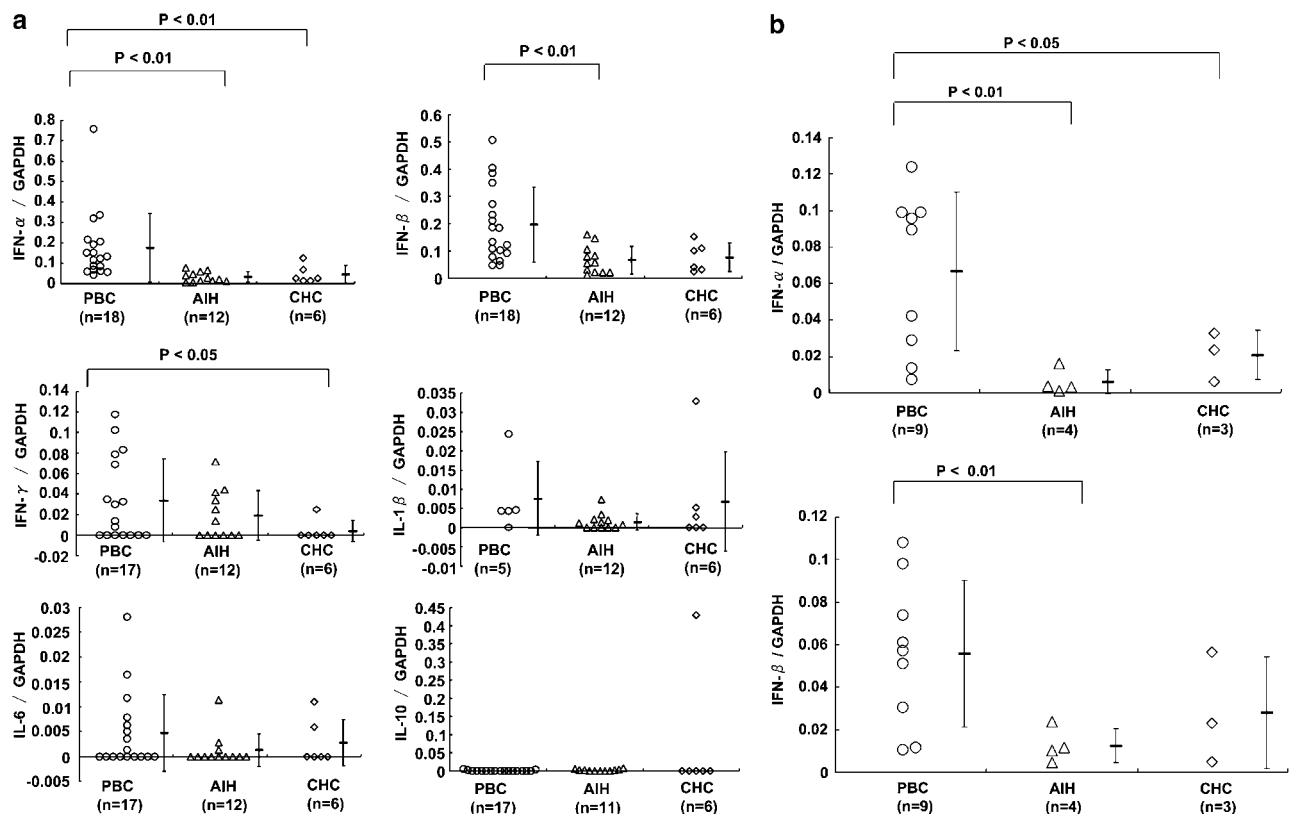 a
P < 0.01
P < 0.01
IFN-α / GAPDH
0.8
0.7
0.6
0.5
0.4
0.3
0.2
0.1
0
PBC AIH CHC
(n=18) (n=12) (n=6)
P < 0.01
IFN-β / GAPDH
0.6
0.5
0.4
0.3
0.2
0.1
0
PBC AIH CHC
(n=18) (n=12) (n=6)
P < 0.05
IFN-γ / GAPDH
0.14
0.12
0.1
0.08
0.06
0.04
0.02
0
-0.02
PBC AIH CHC
(n=17) (n=12) (n=6)
IL-1β / GAPDH
0.035
0.03
0.025
0.02
0.015
0.01
0.005
0
-0.005
-0.01
PBC AIH CHC
(n=5) (n=12) (n=6)
IL-6 / GAPDH
0.03
0.025
0.02
0.015
0.01
0.005
0
-0.005
PBC AIH CHC
(n=17) (n=12) (n=6)
IL-10 / GAPDH
0.45
0.4
0.35
0.3
0.25
0.2
0.45
0.1
0.05
0
PBC AIH CHC
(n=17) (n=11) (n=6)
b
P < 0.05
P < 0.01
IFN-α / GAPDH
0.14
0.12
0.1
0.08
0.06
0.04
0.02
0
PBC AIH CHC
(n=9) (n=4) (n=3)
P < 0.01
IFN-β / GAPDH
0.12
0.1
0.08
0.06
0.04
0.02
0
PBC AIH CHC
(n=9) (n=4) (n=3)